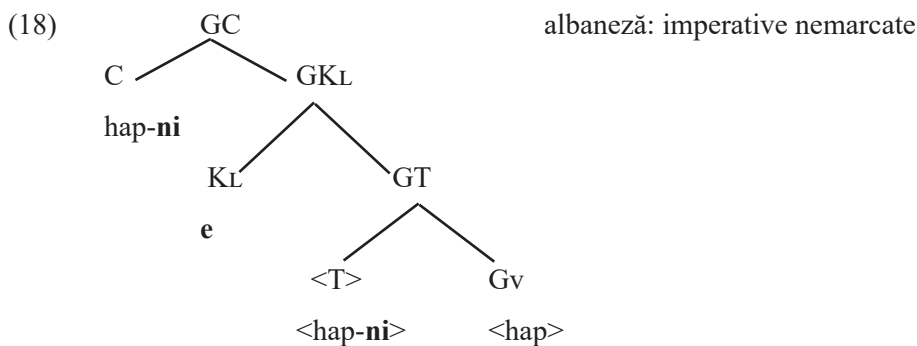 (18) GC albaneză: imperative nemarcate
C GKL
hap-ni
KL GT
e
<T> Gv
<hap-ni> <hap>